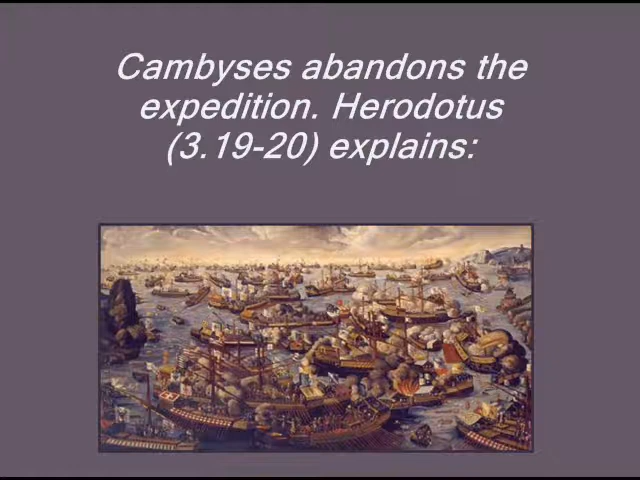 Cambyses abandons the
expedition. Herodotus
(3.19-20) explains: